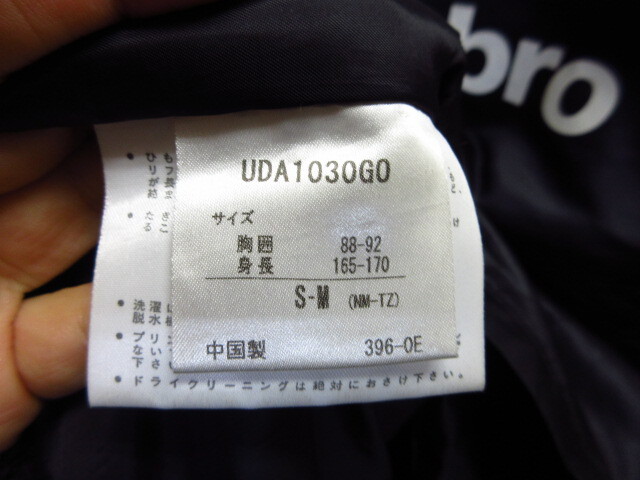 bro
UDA1030GO
サイズ
胸囲 88-92
身長 165-170
S-M (NM-TZ)
中国製 396-OE
ドライクリーニングは絶対におさけ下さい。